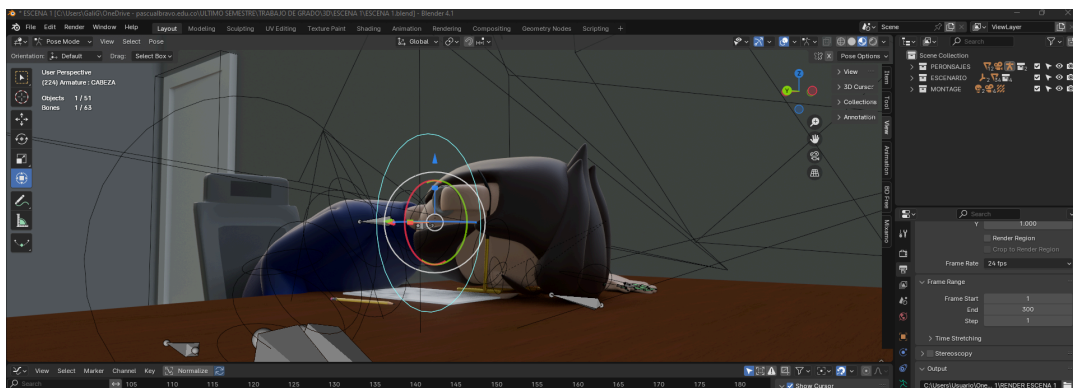 * ESCENA 1 [C:\Users\GaliG\OneDrive - pascualbravo.edu.co\ULTIMO SEMESTRE\TRABAJO DE GRADO\3D\ESCENA 1\ESCENA 1.blend] - Blender 4.1
File Edit Render Window Help Layout Modeling Sculpting UV Editing Texture Paint Shading Animation Rendering Compositing Geometry Nodes Scripting + Scene ViewLayer
Pose Mode View Select Pose Global Search
Orientation: Default Drag: Select Box X Pose Options
Scene Collection
User Perspective
(224) Armature : CABEZA
Objects 1/51
Bones 1/63
Z
Y
View
3D Cursor
Collections
Annotation
Item
Tool
View
Animation
BD Free
Mixamo
PERONSAJES
ESCENARIO
MONTAGE
Search
Y 1.000
Render Region
Crop to Render Region
Frame Rate 24 fps
Frame Range
Frame Start 1
End 300
Step 1
Time Stretching
Stereoscopy
Output
C:\Users\Usuario\One... 1\RENDER ESCENA 1
View Select Marker Channel Key Normalize
Search 105 110 115 120 125 130 135 140 145 150 155 160 165 170 175 180 Show Cursor